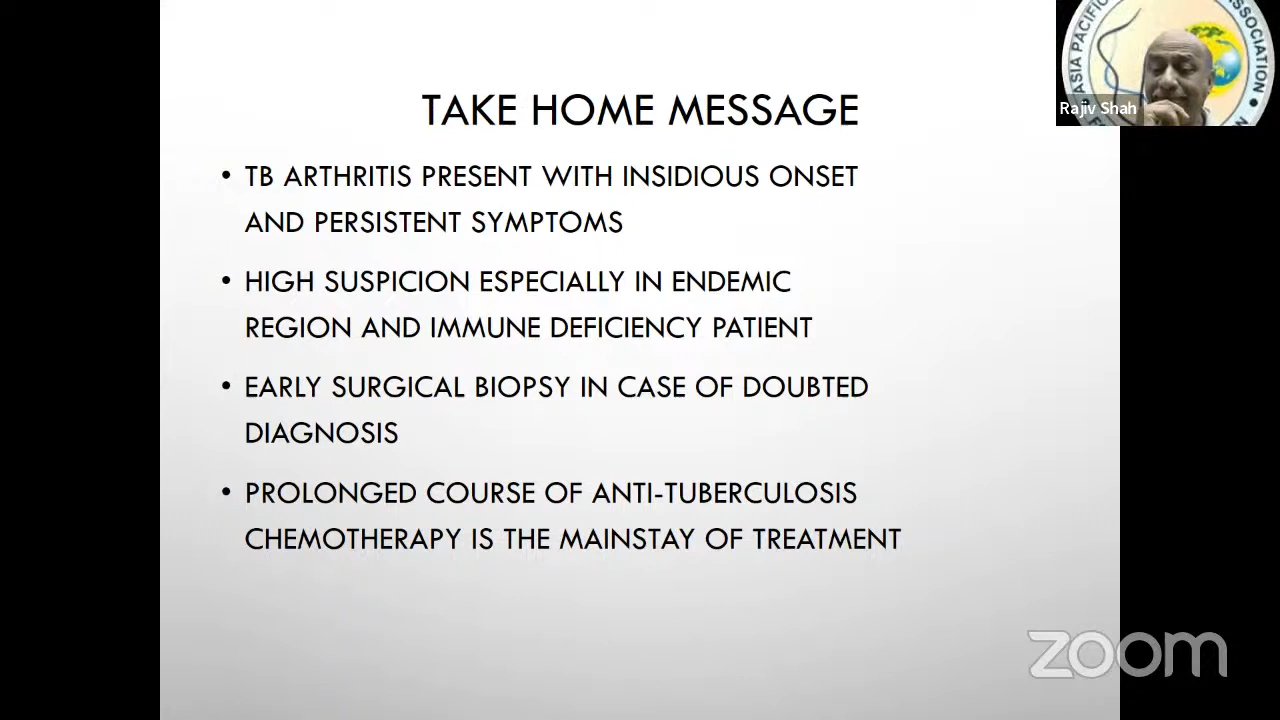 TAKE HOME MESSAGE
• TB ARTHRITIS PRESENT WITH INSIDIOUS ONSET
AND PERSISTENT SYMPTOMS
• HIGH SUSPICION ESPECIALLY IN ENDEMIC
REGION AND IMMUNE DEFICIENCY PATIENT
• EARLY SURGICAL BIOPSY IN CASE OF DOUBTED
DIAGNOSIS
• PROLONGED COURSE OF ANTI-TUBERCULOSIS
CHEMOTHERAPY IS THE MAINSTAY OF TREATMENT
ASIA PACIFIC
ASSOCIATION
Rajiv Shah
zoom